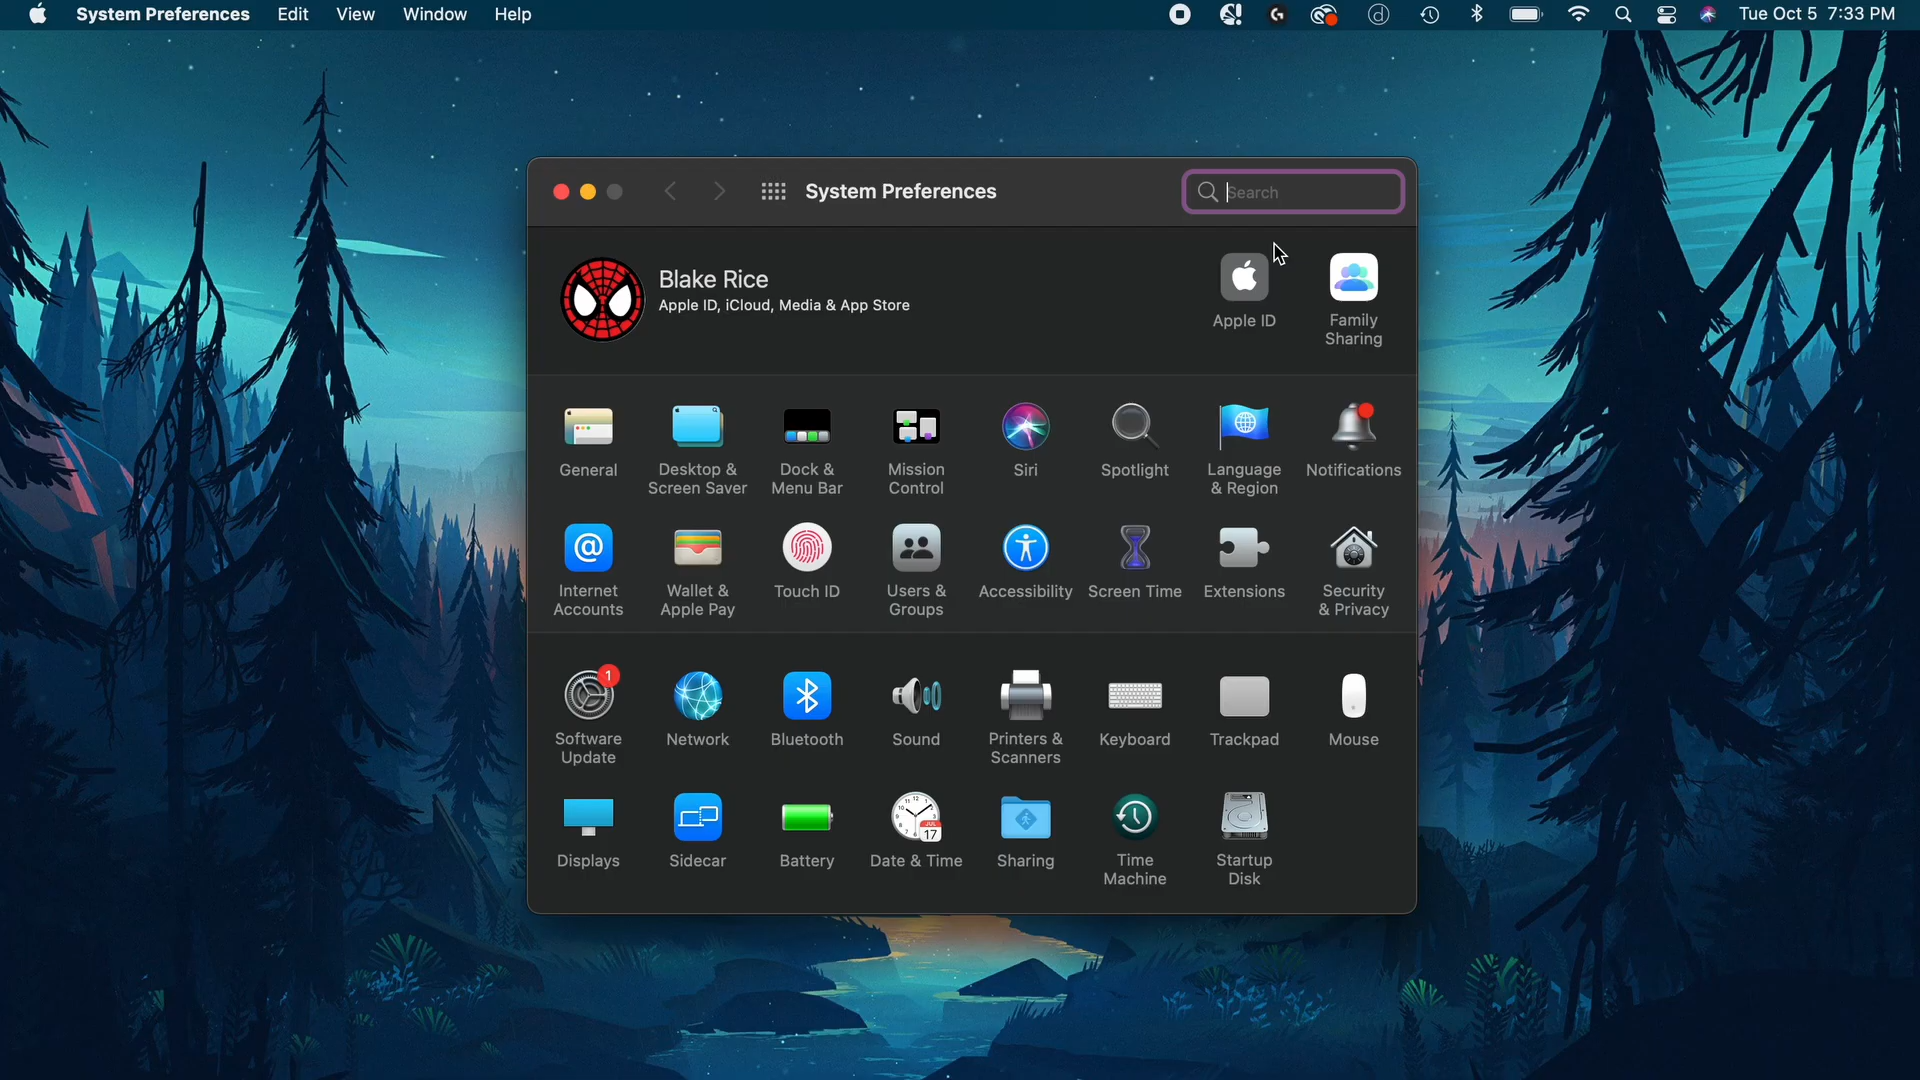 System Preferences Edit View Window Help Tue Oct 5 7:33 PM
System Preferences
Search
Blake Rice
Apple ID, iCloud, Media & App Store
Apple ID
Family
Sharing
General
Desktop &
Screen Saver
Dock &
Menu Bar
Mission
Control
Siri
Spotlight
Language
& Region
Notifications
Internet
Accounts
Wallet &
Apple Pay
Touch ID
Users &
Groups
Accessibility
Screen Time
Extensions
Security
& Privacy
1
Software
Update
Network
Bluetooth
Sound
Printers &
Scanners
Keyboard
Trackpad
Mouse
Displays
Sidecar
Battery
JUL
17
Date & Time
Sharing
Time
Machine
Startup
Disk